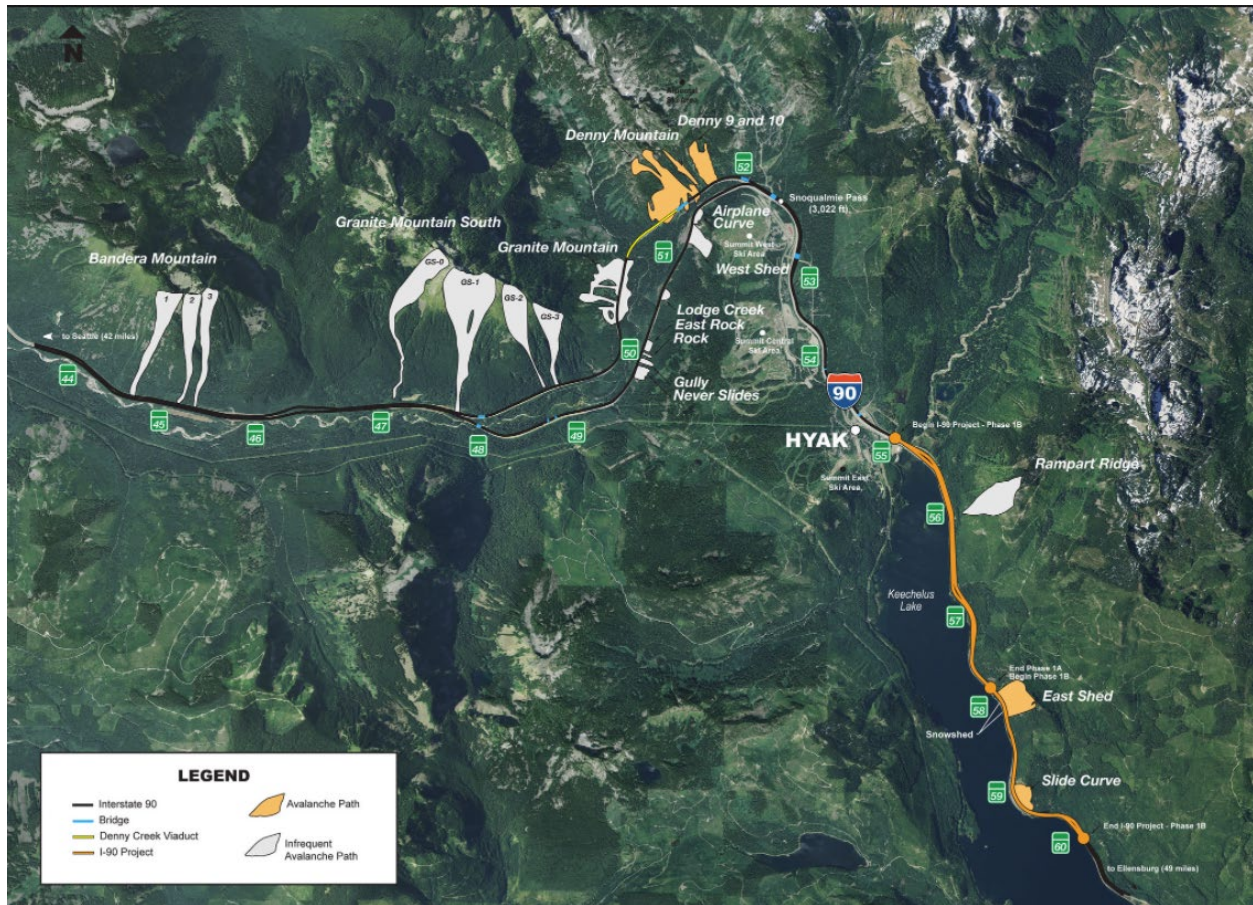 N
Denny 9 and 10
Denny Mountain
52
Snoqualmie Pass
(3,022 ft)
Airplane
Curve
Granite Mountain South
Granite Mountain
51
Summit West
Ski Area
West Shed
53
Bandera Mountain
GS-0
GS-1
GS-2
GS-3
1
2
3
to Seattle (42 miles)
Lodge Creek
East Rock
Rock
Summit Central
Ski Area
54
50
44
Gully
Never Slides
90
45
46
47
48
49
HYAK
55
Begin I-90 Project - Phase 1B
Summit East
Ski Area
Rampart Ridge
56
Keechelus
Lake
57
End Phase 1A
Begin Phase 1B
58
East Shed
Snowshed
Slide Curve
59
60
End I-90 Project - Phase 1B
to Ellensburg (49 miles)
LEGEND
Interstate 90
Bridge
Denny Creek Viaduct
I-90 Project
Avalanche Path
Infrequent
Avalanche Path